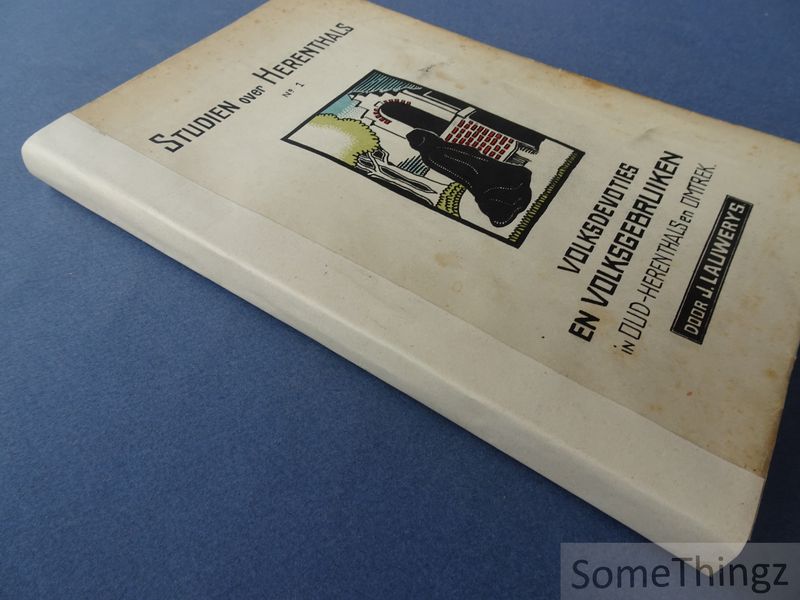 STUDIEN over HERENTHALS
Nº 1
VOLKSDEVOTIES
EN VOLKSGEBRUIKEN
in OUD-HERENTHALS en OMTREK.
DOOR J. LAUWERYS.
SomeThingz